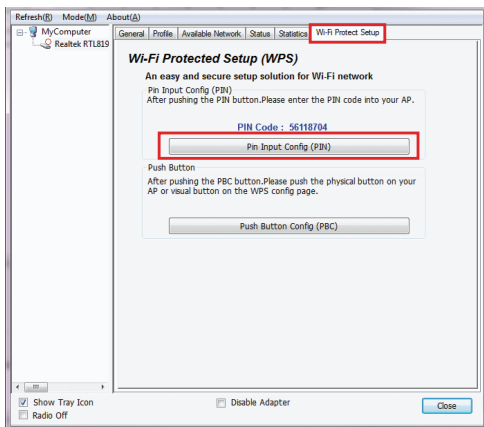 Refresh(R) Mode(M) About(A)
MyComputer
Realtek RTL819
General Profile Available Network Status Statistics Wi-Fi Protect Setup
Wi-Fi Protected Setup (WPS)
An easy and secure setup solution for Wi-Fi network
Pin Input Config (PIN)
After pushing the PIN button.Please enter the PIN code into your AP.
PIN Code : 56118704
Pin Input Config (PIN)
Push Button
After pushing the PBC button.Please push the physical button on your
AP or visual button on the WPS config page.
Push Button Config (PBC)
Show Tray Icon
Radio Off
Disable Adapter
Close